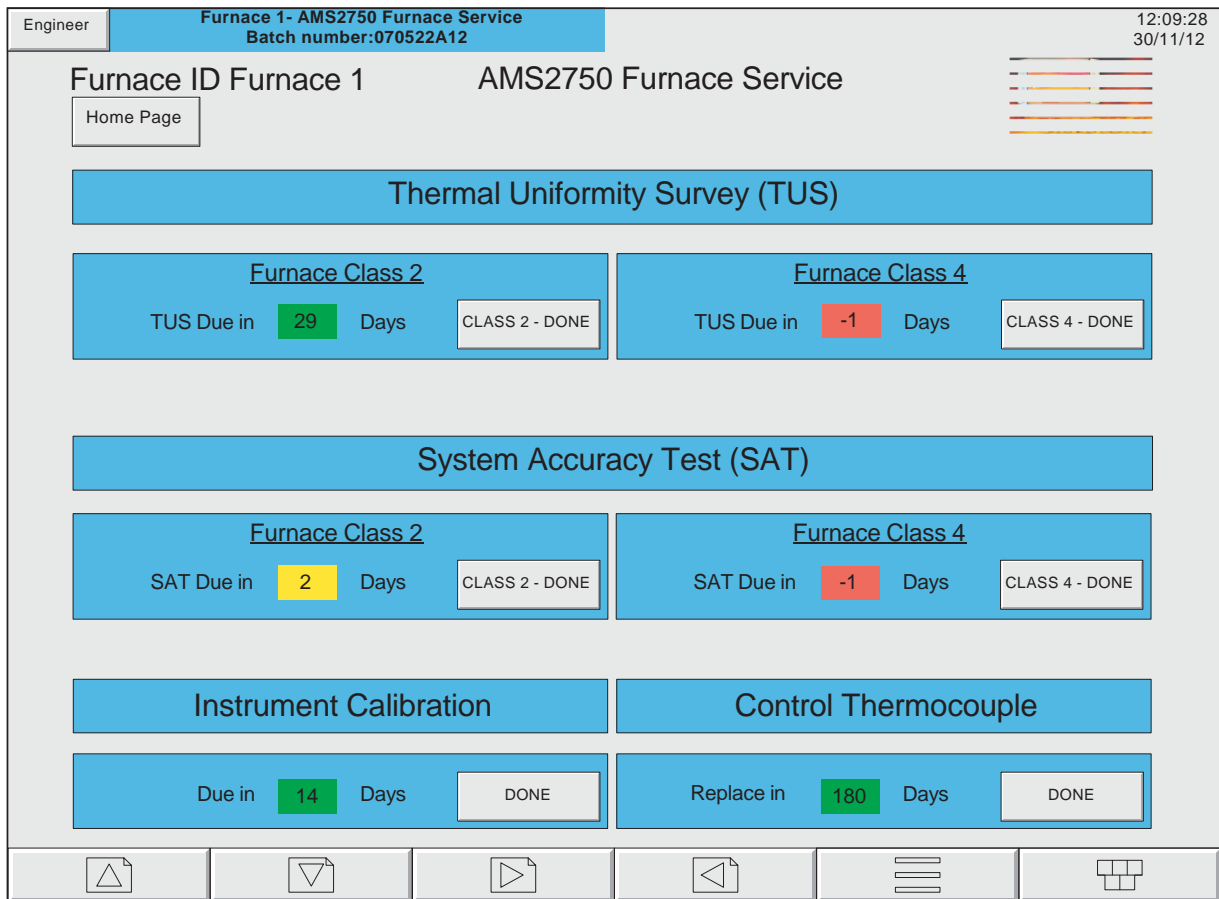 Engineer
Furnace 1- AMS2750 Furnace Service
Batch number:070522A12
12:09:28
30/11/12
Furnace ID Furnace 1
AMS2750 Furnace Service
Home Page
Thermal Uniformity Survey (TUS)
Furnace Class 2
TUS Due in 29 Days CLASS 2 - DONE
Furnace Class 4
TUS Due in -1 Days CLASS 4 - DONE
System Accuracy Test (SAT)
Furnace Class 2
SAT Due in 2 Days CLASS 2 - DONE
Furnace Class 4
SAT Due in -1 Days CLASS 4 - DONE
Instrument Calibration
Due in 14 Days DONE
Control Thermocouple
Replace in 180 Days DONE